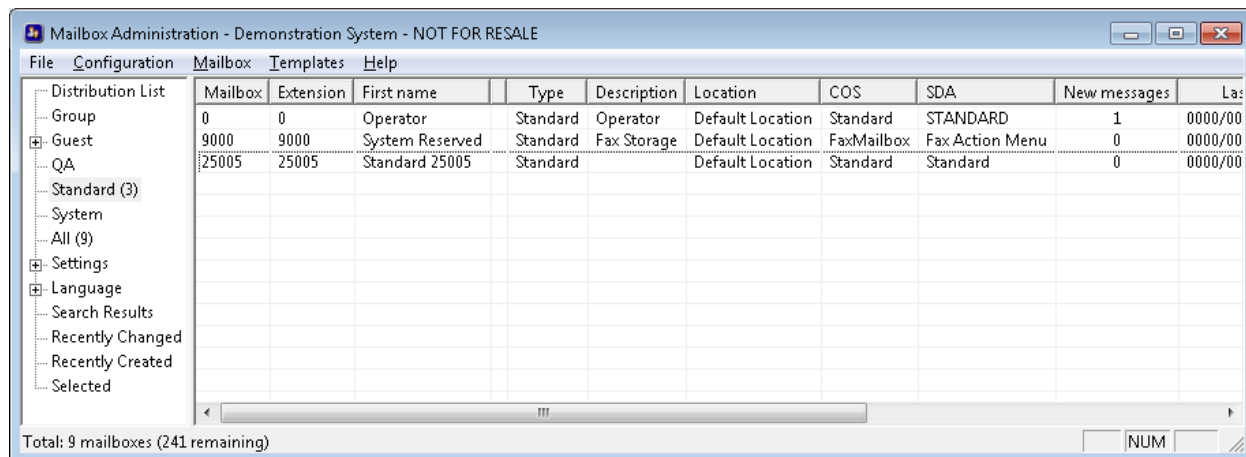 Mailbox Administration - Demonstration System - NOT FOR RESALE
File Configuration Mailbox Templates Help
Distribution List
Group
Guest
QA
Standard (3)
System
All (9)
Settings
Language
Search Results
Recently Changed
Recently Created
Selected
Mailbox Extension First name Type Description Location COS SDA New messages Las
0 0 Operator Standard Operator Default Location Standard STANDARD 1 0000/00
9000 9000 System Reserved Standard Fax Storage Default Location FaxMailbox Fax Action Menu 0 0000/00
25005 25005 Standard 25005 Standard Default Location Standard Standard 0 0000/00
Total: 9 mailboxes (241 remaining) NUM